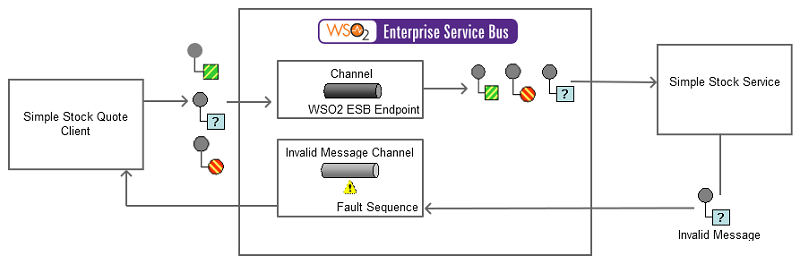 WSO2 Enterprise Service Bus
Channel
WSO2 ESB Endpoint
Simple Stock Quote
Client
?
?
Simple Stock Service
Invalid Message Channel
!
Fault Sequence
?
Invalid Message